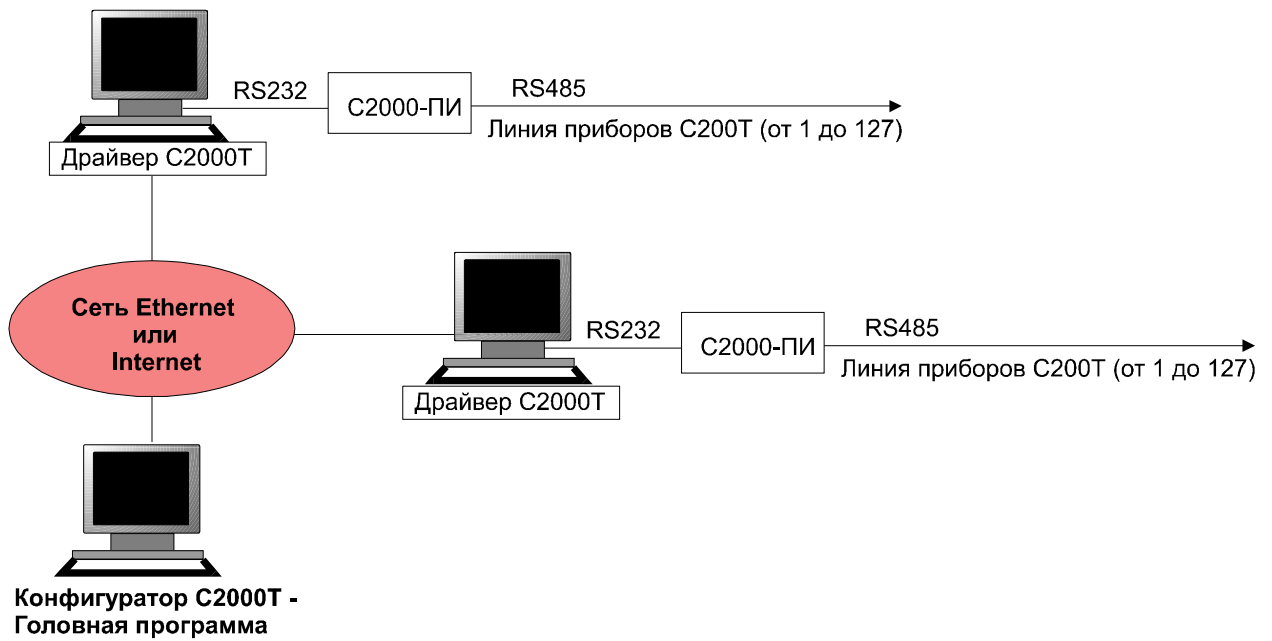 RS232
С2000-ПИ
RS485
Линия приборов С200Т (от 1 до 127)
Драйвер С2000Т
Сеть Ethernet
или
Internet
RS232
С2000-ПИ
RS485
Линия приборов С200Т (от 1 до 127)
Драйвер С2000Т
Конфигуратор С2000Т -
Головная программа